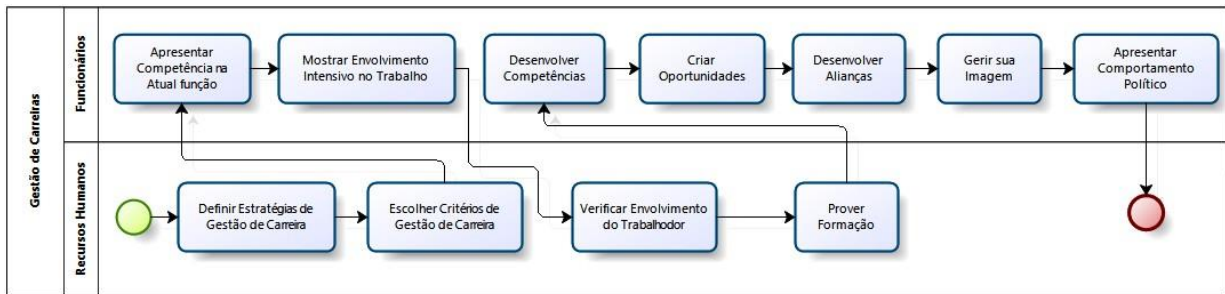 Gestão de Carreiras
Funcionários
Apresentar
Competência na
Atual função
Mostrar Envolvimento
Intensivo no Trabalho
Desenvolver
Competências
Criar
Oportunidades
Desenvolver
Alianças
Gerir sua
Imagem
Apresentar
Comportamento
Político
Recursos Humanos
Definir Estratégias de
Gestão de Carreira
Escolher Critérios de
Gestão de Carreira
Verificar Envolvimento
do Trabalhodor
Prover
Formação